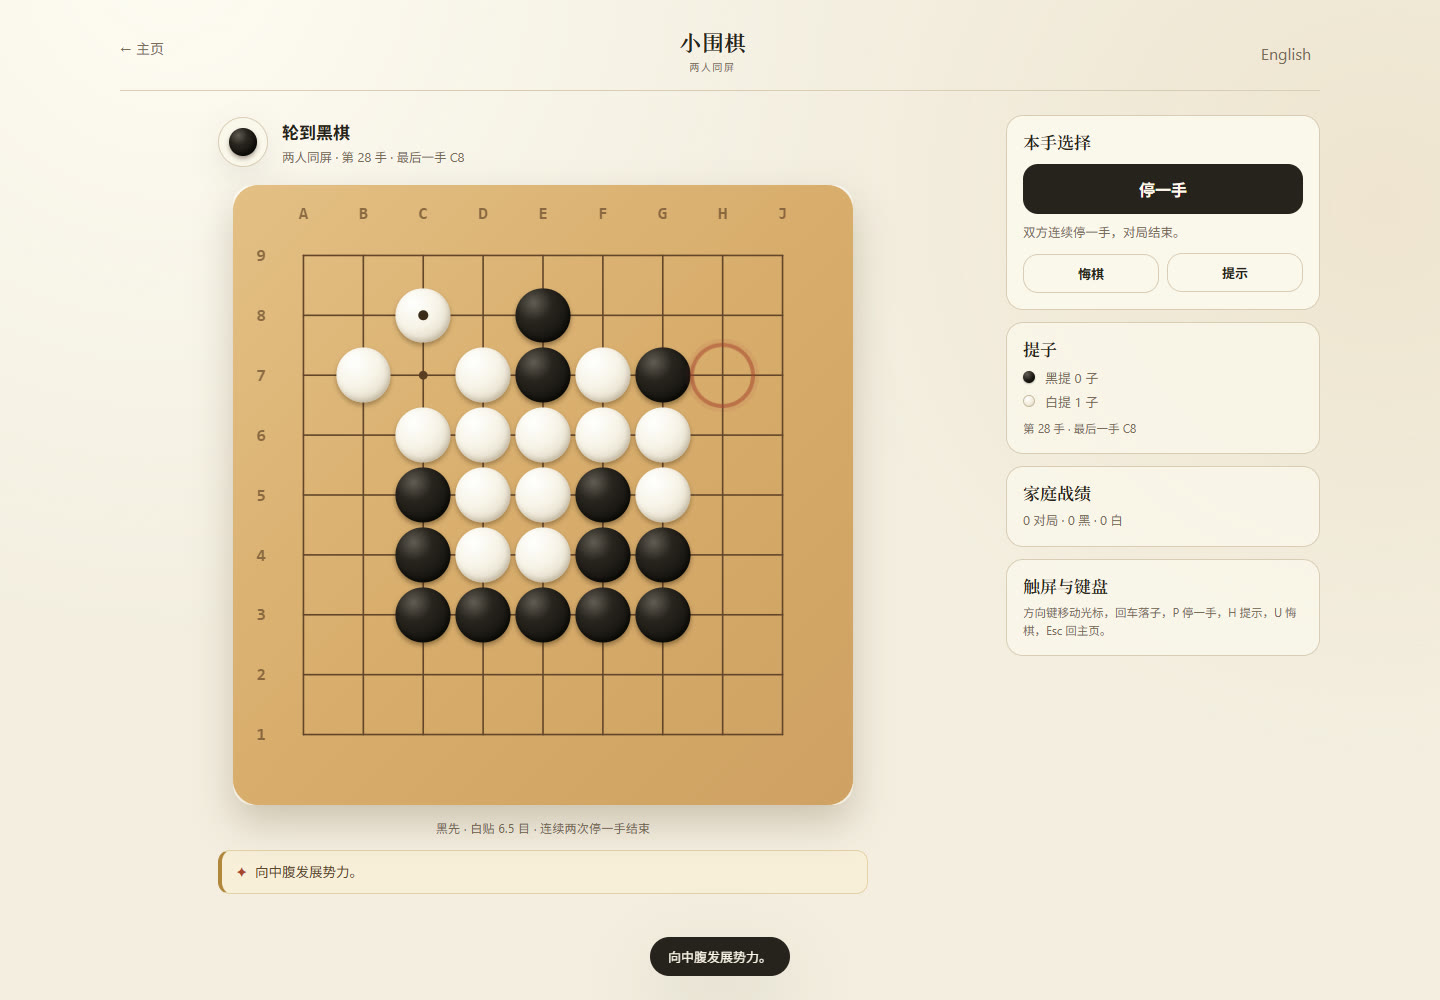 ← 主页
小围棋
两人同屏
English
轮到黑棋
两人同屏 · 第 28 手 · 最后一手 C8
A B C D E F G H J
9
8
7
6
5
4
3
2
1
黑先 · 白贴 6.5 目 · 连续两次停一手结束
✦ 向中腹发展势力。
本手选择
停一手
双方连续停一手，对局结束。
悔棋 提示
提子
黑提 0 子
白提 1 子
第 28 手 · 最后一手 C8
家庭战绩
0 对局 · 0 黑 · 0 白
触屏与键盘
方向键移动光标，回车落子，P 停一手，H 提示，U 悔
棋，Esc 回主页。
向中腹发展势力。